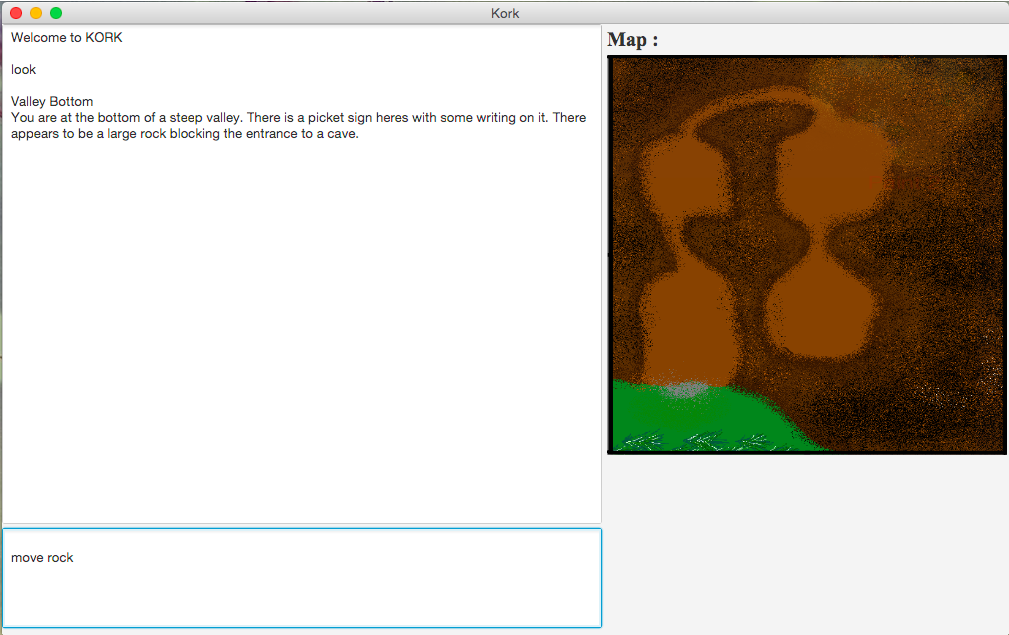 Kork
Welcome to KORK
look
Valley Bottom
You are at the bottom of a steep valley. There is a picket sign heres with some writing on it. There
appears to be a large rock blocking the entrance to a cave.
move rock
Map :